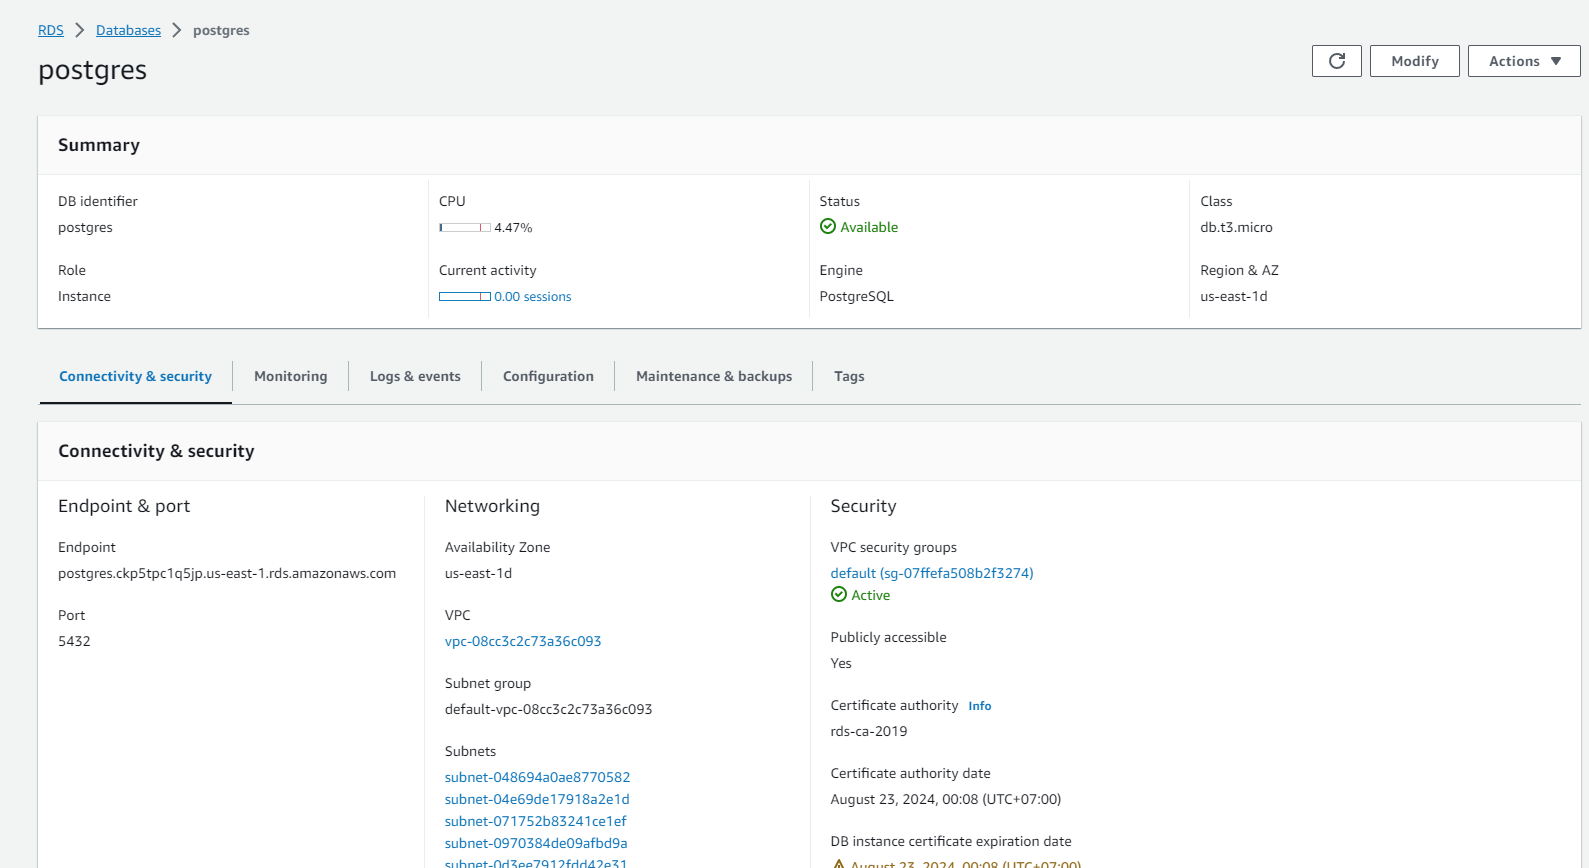 RDS > Databases > postgres
postgres
Modify
Actions
Summary
DB identifier
postgres
CPU
4.47%
Status
Available
Class
db.t3.micro
Role
Instance
Current activity
0.00 sessions
Engine
PostgreSQL
Region & AZ
us-east-1d
Connectivity & security
Monitoring
Logs & events
Configuration
Maintenance & backups
Tags
Connectivity & security
Endpoint & port
Endpoint
postgres.ckp5tpc1q5jp.us-east-1.rds.amazonaws.com
Port
5432
Networking
Availability Zone
us-east-1d
VPC
vpc-08cc3c2c73a36c093
Subnet group
default-vpc-08cc3c2c73a36c093
Subnets
subnet-048694a0ae8770582
subnet-04e69de17918a2e1d
subnet-071752b83241ce1ef
subnet-0970384de09afbd9a
subnet-0d3ee7912fdd42e31
Security
VPC security groups
default (sg-07ffefa508b2f3274)
Active
Publicly accessible
Yes
Certificate authority Info
rds-ca-2019
Certificate authority date
August 23, 2024, 00:08 (UTC+07:00)
DB instance certificate expiration date
August 23, 2024, 00:08 (UTC+07:00)